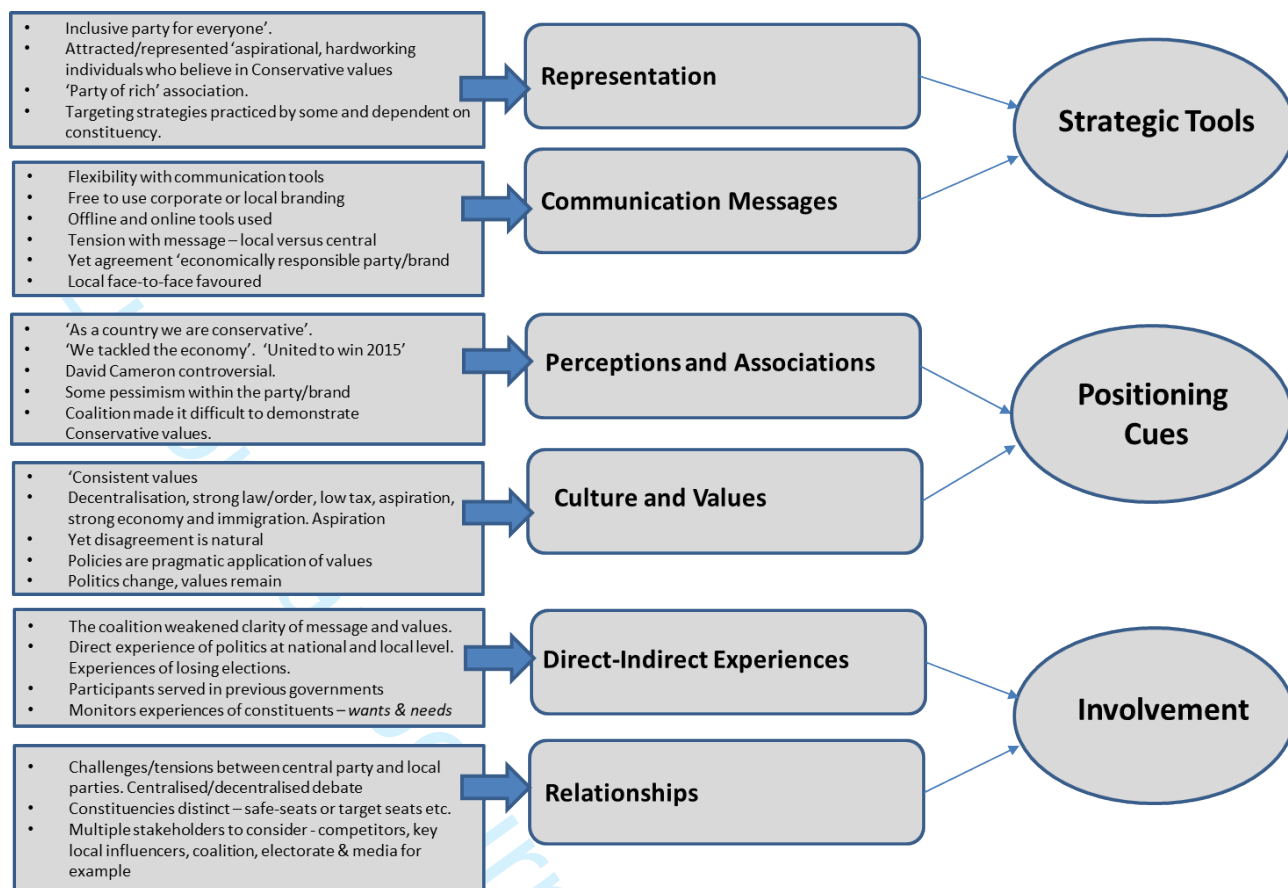 • Inclusive party for everyone’.
• Attracted/represented ‘aspirational, hardworking
individuals who believe in Conservative values
• ‘Party of rich’ association.
• Targeting strategies practiced by some and dependent on
constituency.
Representation
Strategic Tools
• Flexibility with communication tools
• Free to use corporate or local branding
• Offline and online tools used
• Tension with message – local versus central
• Yet agreement ‘economically responsible party/brand
• Local face-to-face favoured
Communication Messages
• ‘As a country we are conservative’.
• ‘We tackled the economy’. ‘United to win 2015’
• David Cameron controversial.
• Some pessimism within the party/brand
• Coalition made it difficult to demonstrate
Conservative values.
Perceptions and Associations
Positioning
Cues
• ‘Consistent values
• Decentralisation, strong law/order, low tax, aspiration,
strong economy and immigration. Aspiration
• Yet disagreement is natural
• Policies are pragmatic application of values
• Politics change, values remain
Culture and Values
• The coalition weakened clarity of message and values.
• Direct experience of politics at national and local level.
Experiences of losing elections.
• Participants served in previous governments
• Monitors experiences of constituents – wants & needs
Direct-Indirect Experiences
Involvement
• Challenges/tensions between central party and local
parties. Centralised/decentralised debate
• Constituencies distinct – safe-seats or target seats etc.
• Multiple stakeholders to consider - competitors, key
local influencers, coalition, electorate & media for
example
Relationships